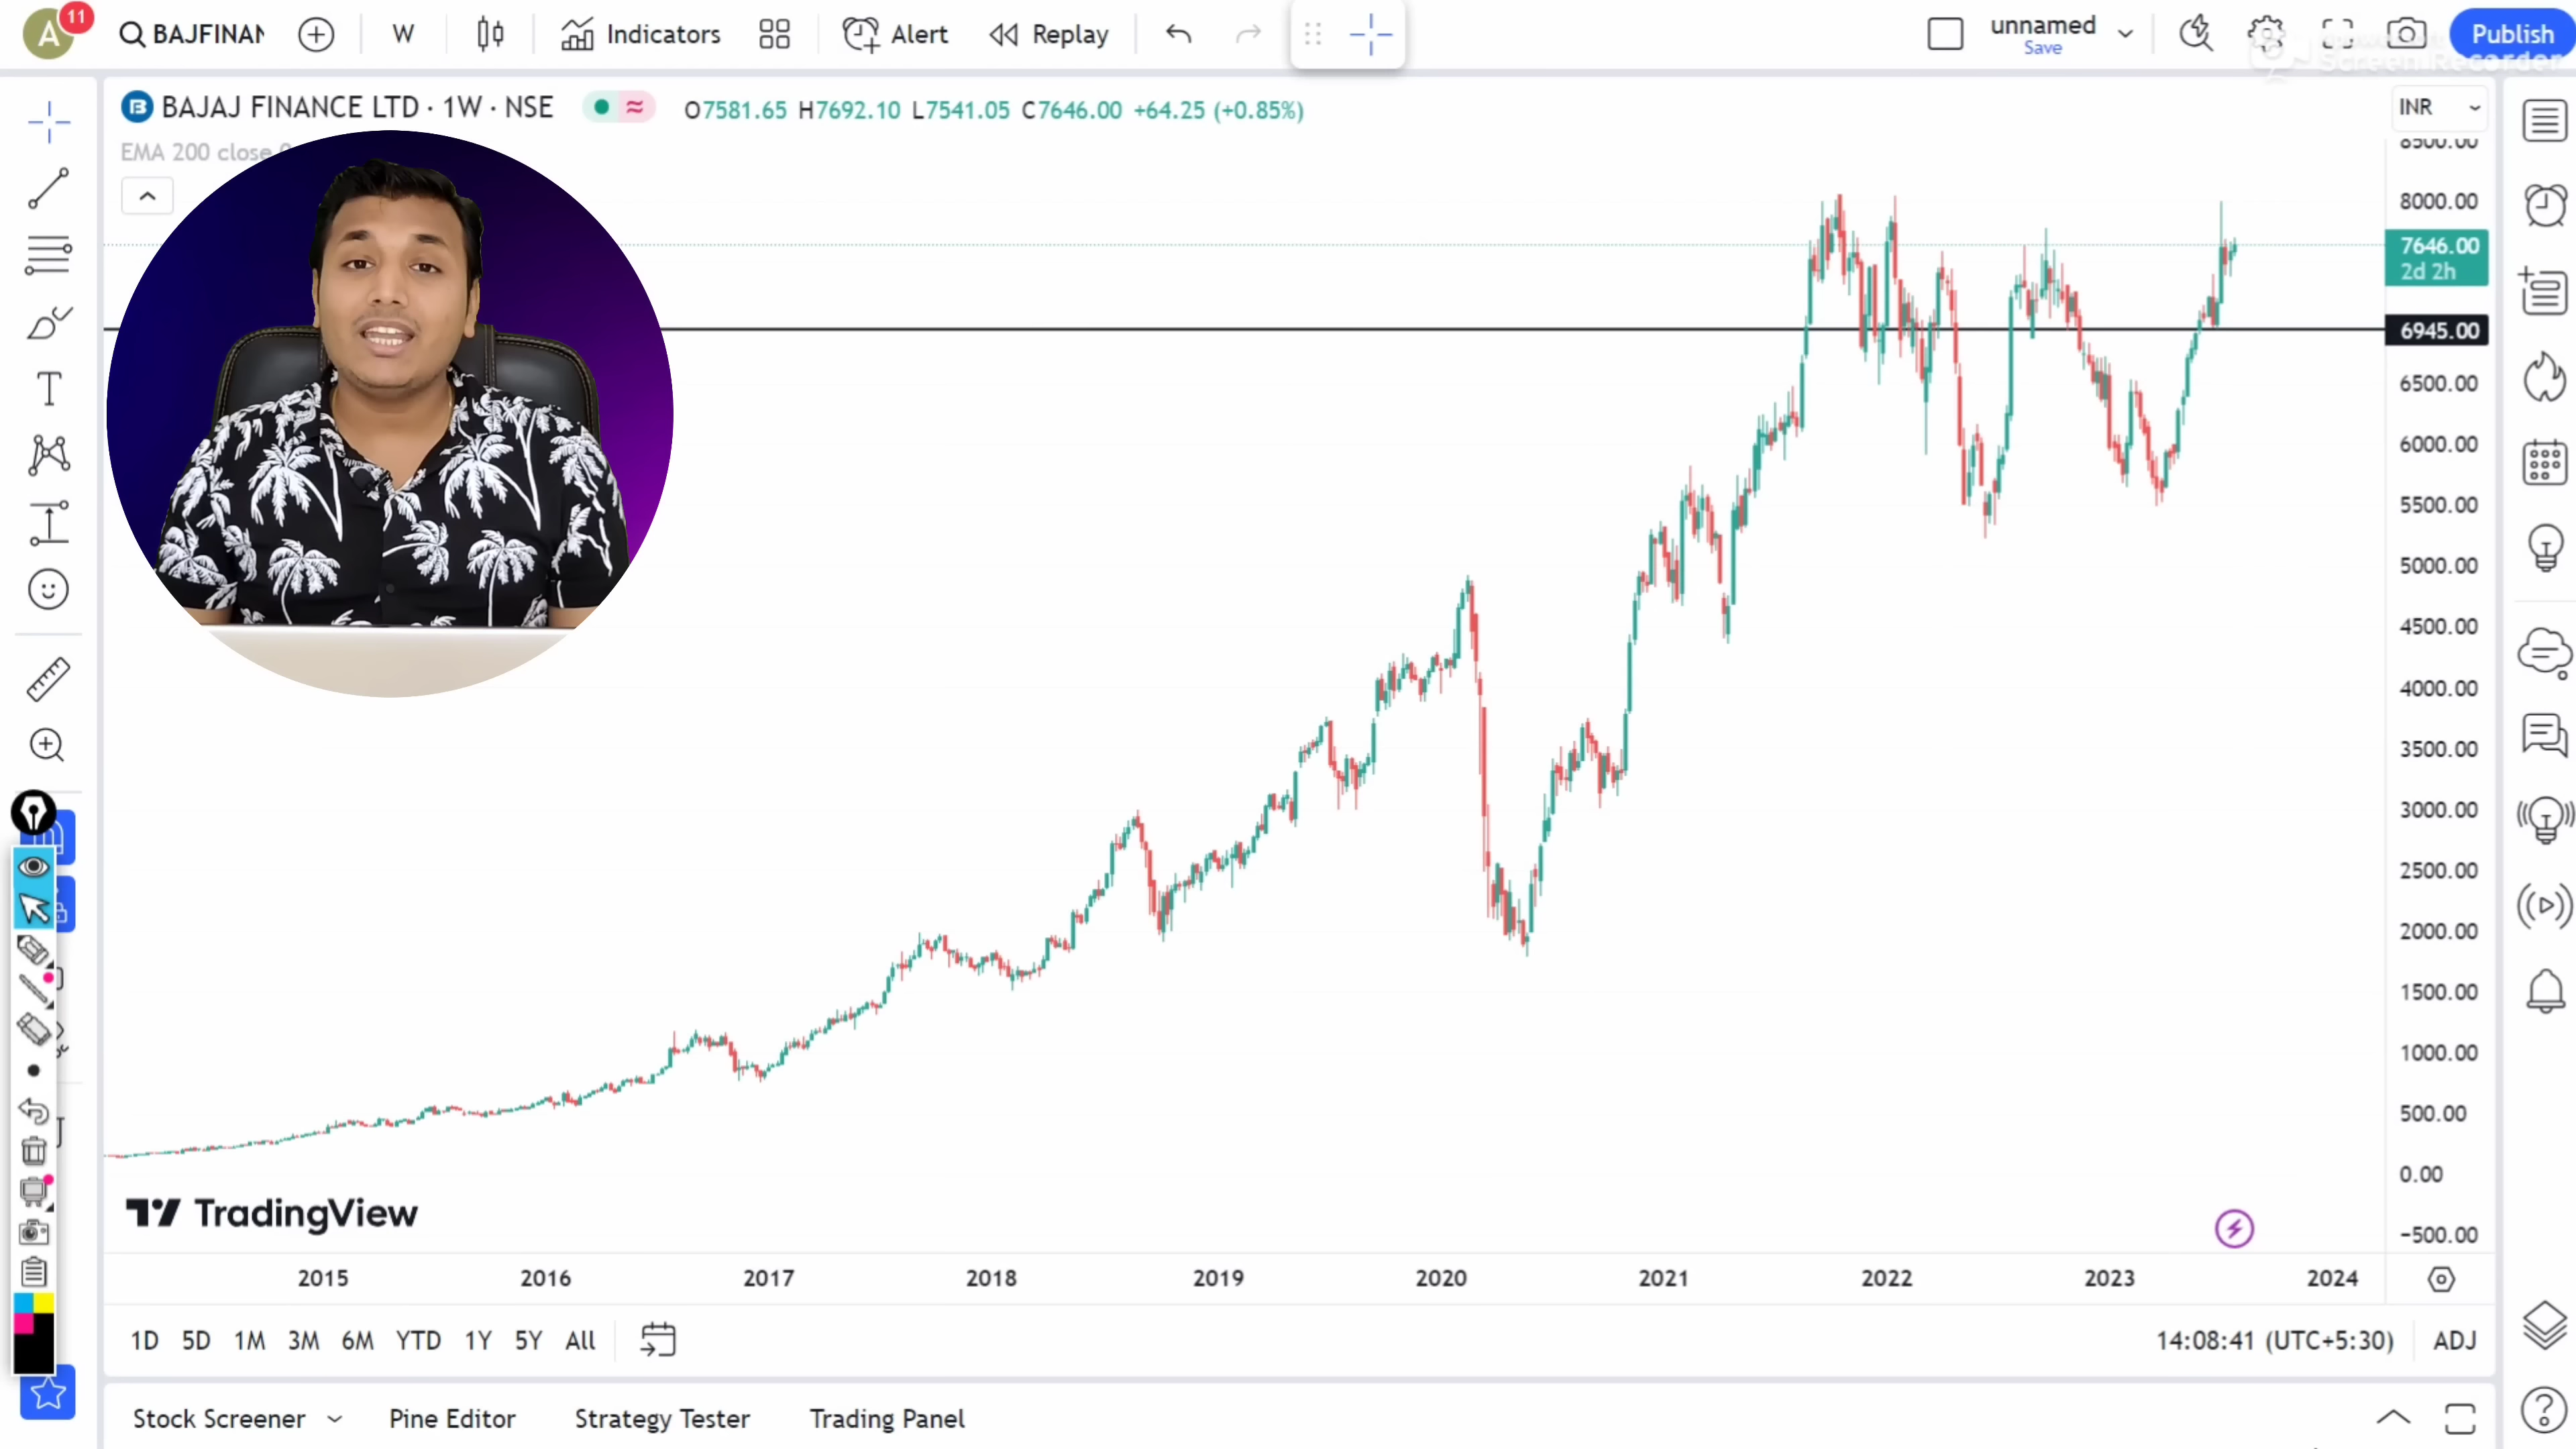 A 11 BAJFINAN W Indicators Alert Replay unnamed Publish
Save
Screen Recorder
BAJAJ FINANCE LTD · 1W · NSE O7581.65 H7692.10 L7541.05 C7646.00 +64.25 (+0.85%) INR
EMA 200 close
8500.00
8000.00
7646.00
2d 2h
6945.00
6500.00
6000.00
5500.00
5000.00
4500.00
4000.00
3500.00
3000.00
2500.00
2000.00
1500.00
1000.00
500.00
0.00
−500.00
TradingView
2015 2016 2017 2018 2019 2020 2021 2022 2023 2024
1D 5D 1M 3M 6M YTD 1Y 5Y All 14:08:41 (UTC+5:30) ADJ
Stock Screener Pine Editor Strategy Tester Trading Panel